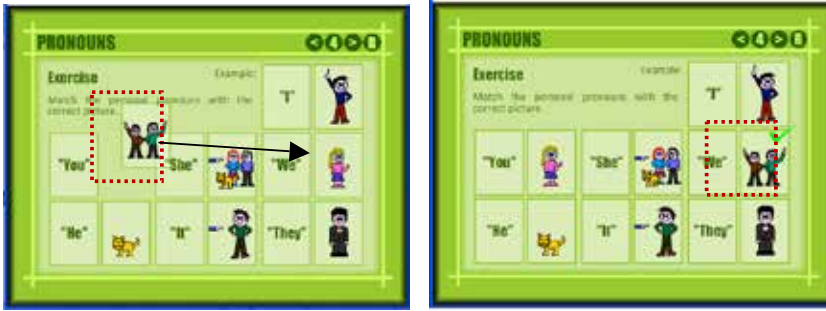 PRONOUNS
Exercise
Example:
Match the personal pronouns with the
correct picture.
"I"
"You"
"She"
"We"
"He"
"It"
"They"
PRONOUNS
Exercise
Example:
Match the personal pronouns with the
correct picture.
"I"
"You"
"She"
"We"
"He"
"It"
"They"